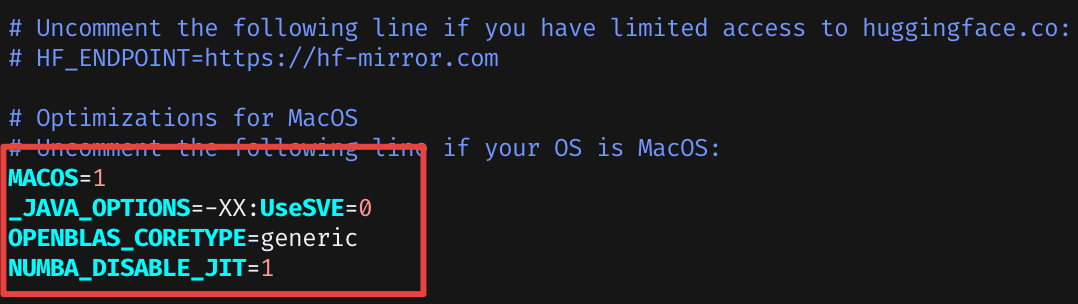 # Uncomment the following line if you have limited access to huggingface.co:
# HF_ENDPOINT=https://hf-mirror.com
# Optimizations for MacOS
# Uncomment the following line if your OS is MacOS:
MACOS=1
_JAVA_OPTIONS=-XX:UseSVE=0
OPENBLAS_CORETYPE=generic
NUMBA_DISABLE_JIT=1